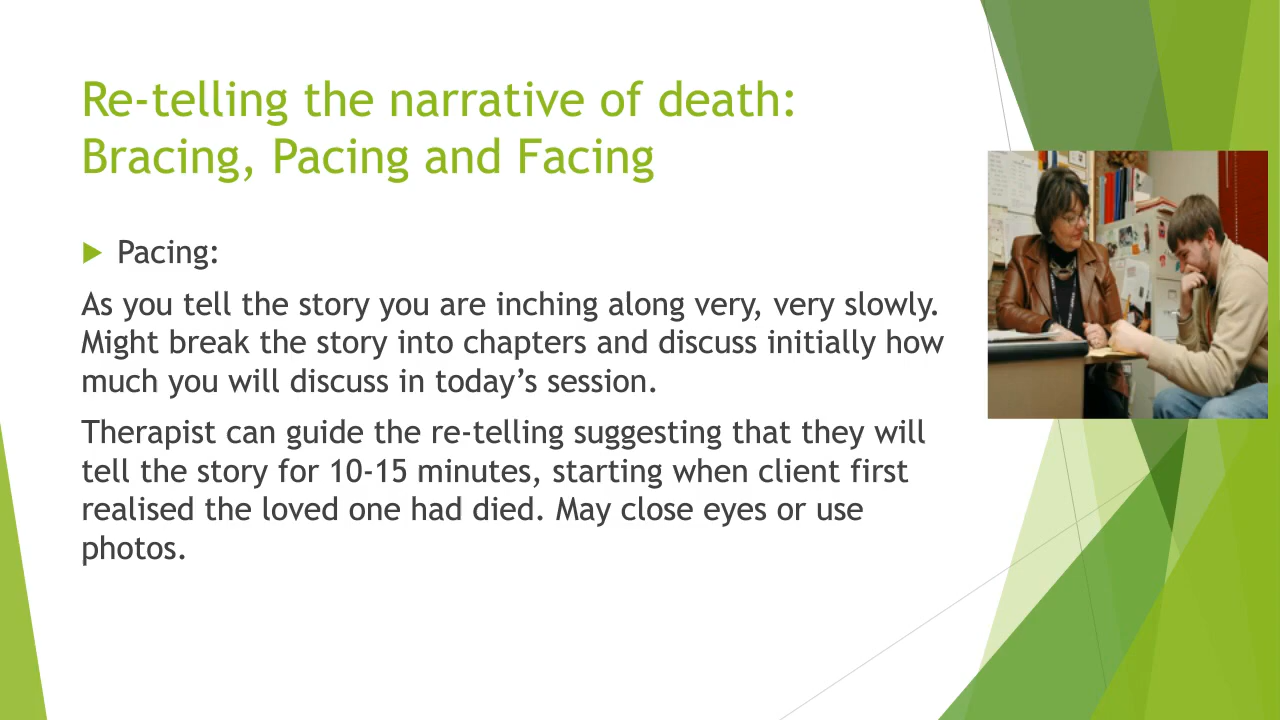 Re-telling the narrative of death:
Bracing, Pacing and Facing
Pacing:
As you tell the story you are inching along very, very slowly.
Might break the story into chapters and discuss initially how
much you will discuss in today’s session.
Therapist can guide the re-telling suggesting that they will
tell the story for 10-15 minutes, starting when client first
realised the loved one had died. May close eyes or use
photos.